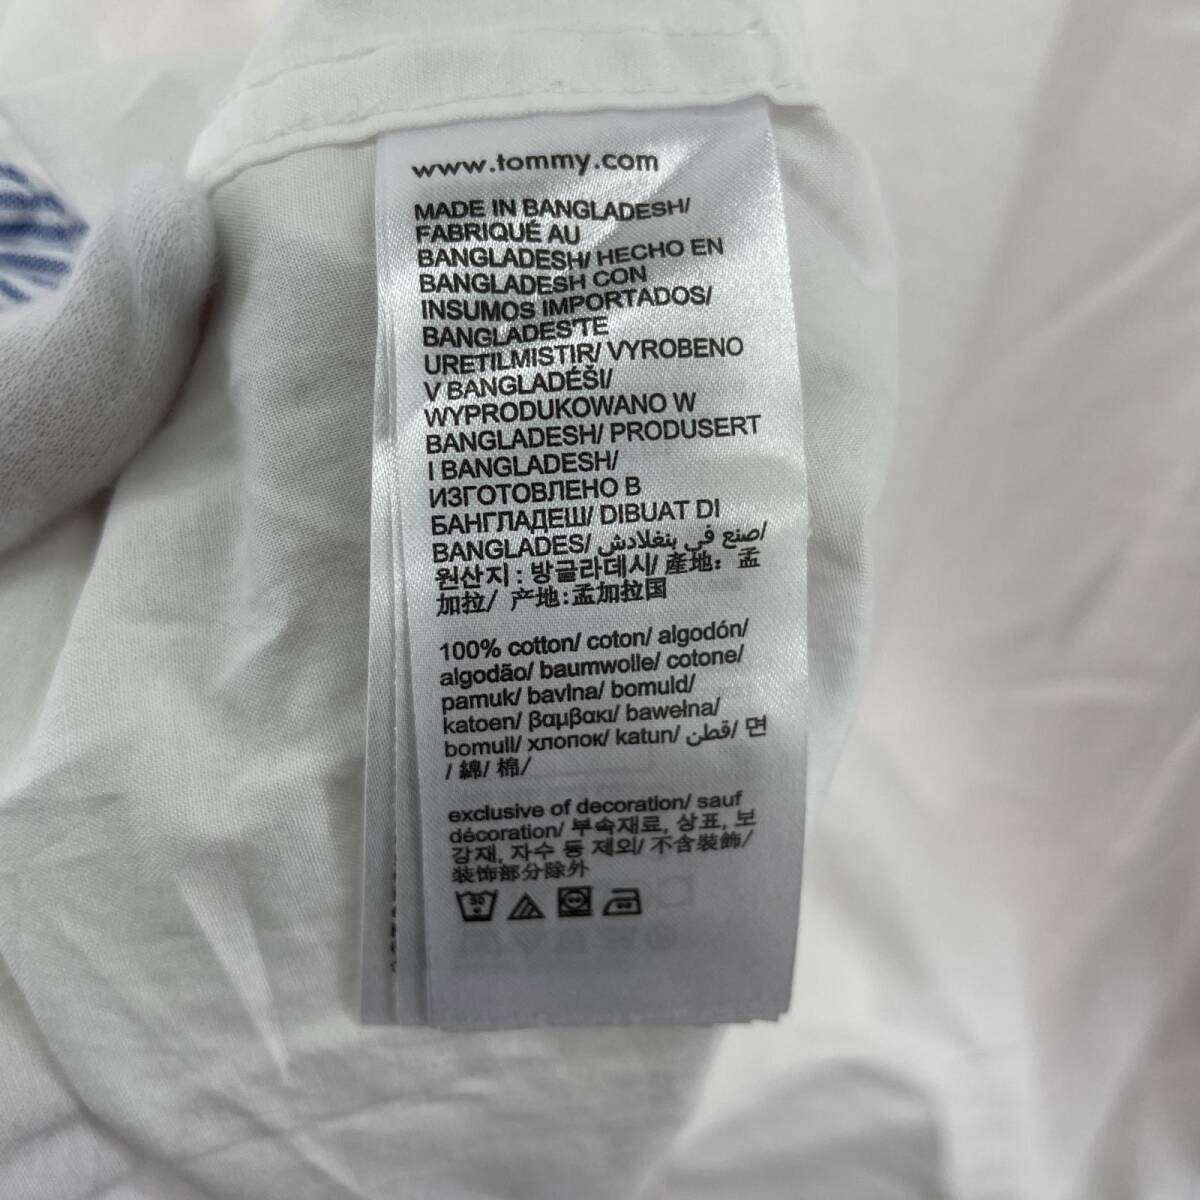 www.tommy.com
MADE IN BANGLADESH/
FABRIQUÉ AU
BANGLADESH/ HECHO EN
BANGLADESH CON
INSUMOS IMPORTADOS/
BANGLADES'TE
URETILMISTIR/ VYROBENO
V BANGLADÉŠI/
WYPRODUKOWANO W
BANGLADESH/ PRODUSERT
I BANGLADESH/
ИЗГОТОВЛЕНО В
БАНГЛАДЕШ/ DIBUAT DI
BANGLADES/ صنع في بنغلادش/
원산지 : 방글라데시/ 產地：孟
加拉/ 产地:孟加拉国
100% cotton/ coton/ algodón/
algodão/ baumwolle/ cotone/
pamuk/ bavlna/ bomuld/
katoen/ βαμβακι/ bawełna/
bomull/ хлопок/ katun/ قطن/ 면
/ 綿/ 棉/
exclusive of decoration/ sauf
décoration/ 부속재료, 상표, 보
강재, 자수 등 제외/ 不含裝飾/
装饰部分除外
30